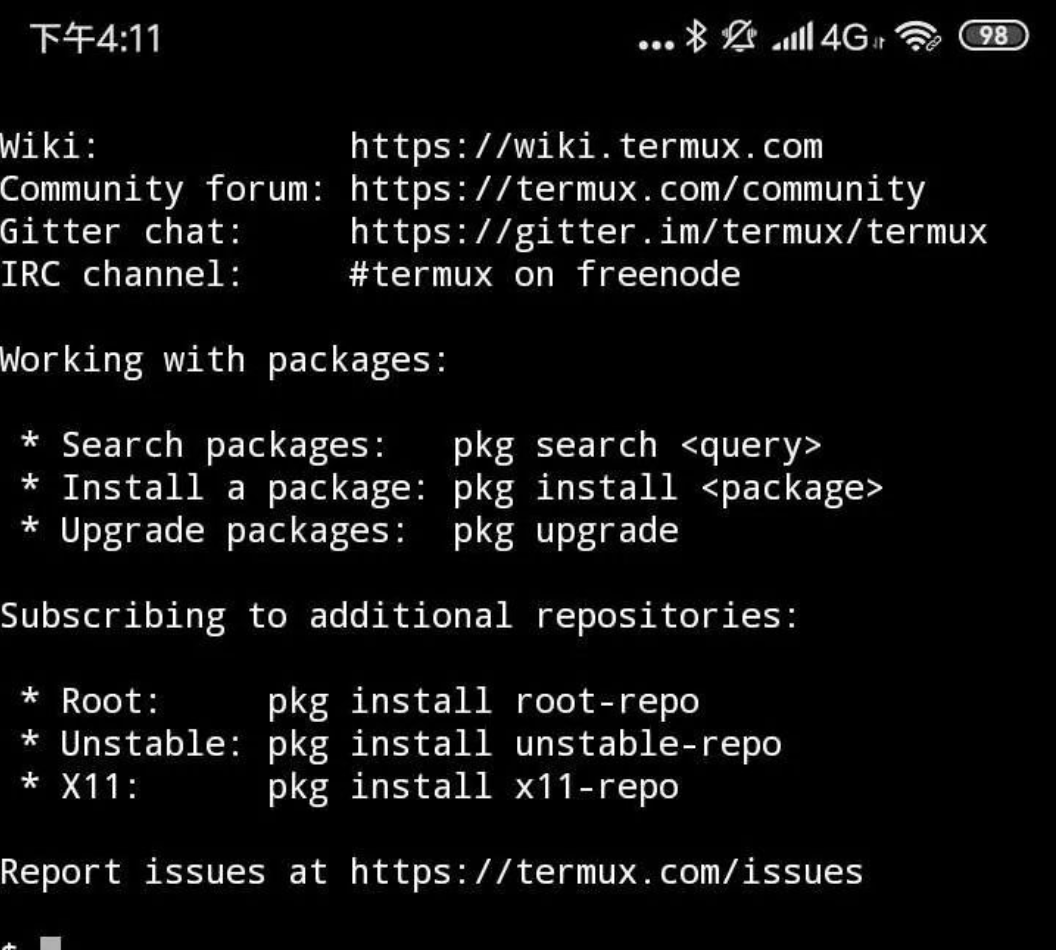 下午4:11 4G 98
Wiki: https://wiki.termux.com
Community forum: https://termux.com/community
Gitter chat: https://gitter.im/termux/termux
IRC channel: #termux on freenode
Working with packages:
* Search packages: pkg search <query>
* Install a package: pkg install <package>
* Upgrade packages: pkg upgrade
Subscribing to additional repositories:
* Root: pkg install root-repo
* Unstable: pkg install unstable-repo
* X11: pkg install x11-repo
Report issues at https://termux.com/issues
$